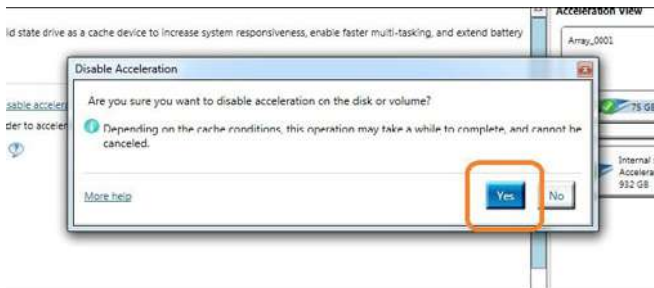 Acceleration View
id state drive as a cache device to increase system responsiveness, enable faster multi-tasking, and extend battery
Array_0001
Disable Acceleration
sable acceler
Are you sure you want to disable acceleration on the disk or volume?
75 GB
der to acceler
Depending on the cache conditions, this operation may take a while to complete, and cannot be
canceled.
Internal
Accelera
932 GB
More help
Yes
No